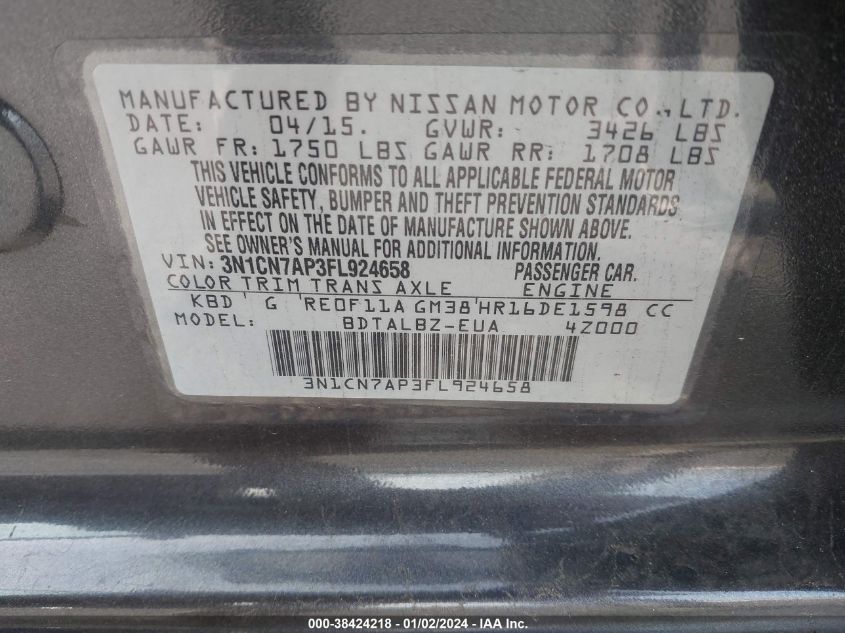 MANUFACTURED BY NISSAN MOTOR CO., LTD.
DATE: 04/15. GVWR: 3426 LBS
GAWR FR: 1750 LBS GAWR RR: 1708 LBS
THIS VEHICLE CONFORMS TO ALL APPLICABLE FEDERAL MOTOR
VEHICLE SAFETY, BUMPER AND THEFT PREVENTION STANDARDS
IN EFFECT ON THE DATE OF MANUFACTURE SHOWN ABOVE.
SEE OWNER'S MANUAL FOR ADDITIONAL INFORMATION.
VIN: 3N1CN7AP3FL924658 PASSENGER CAR.
COLOR TRIM TRANS AXLE ENGINE
KBD G RE0F11A GM38 HR16DE1598 CC
MODEL: BDTALBZ-EUA 4Z000
3N1CN7AP3FL924658
000-38424218 - 01/02/2024 - IAA Inc.